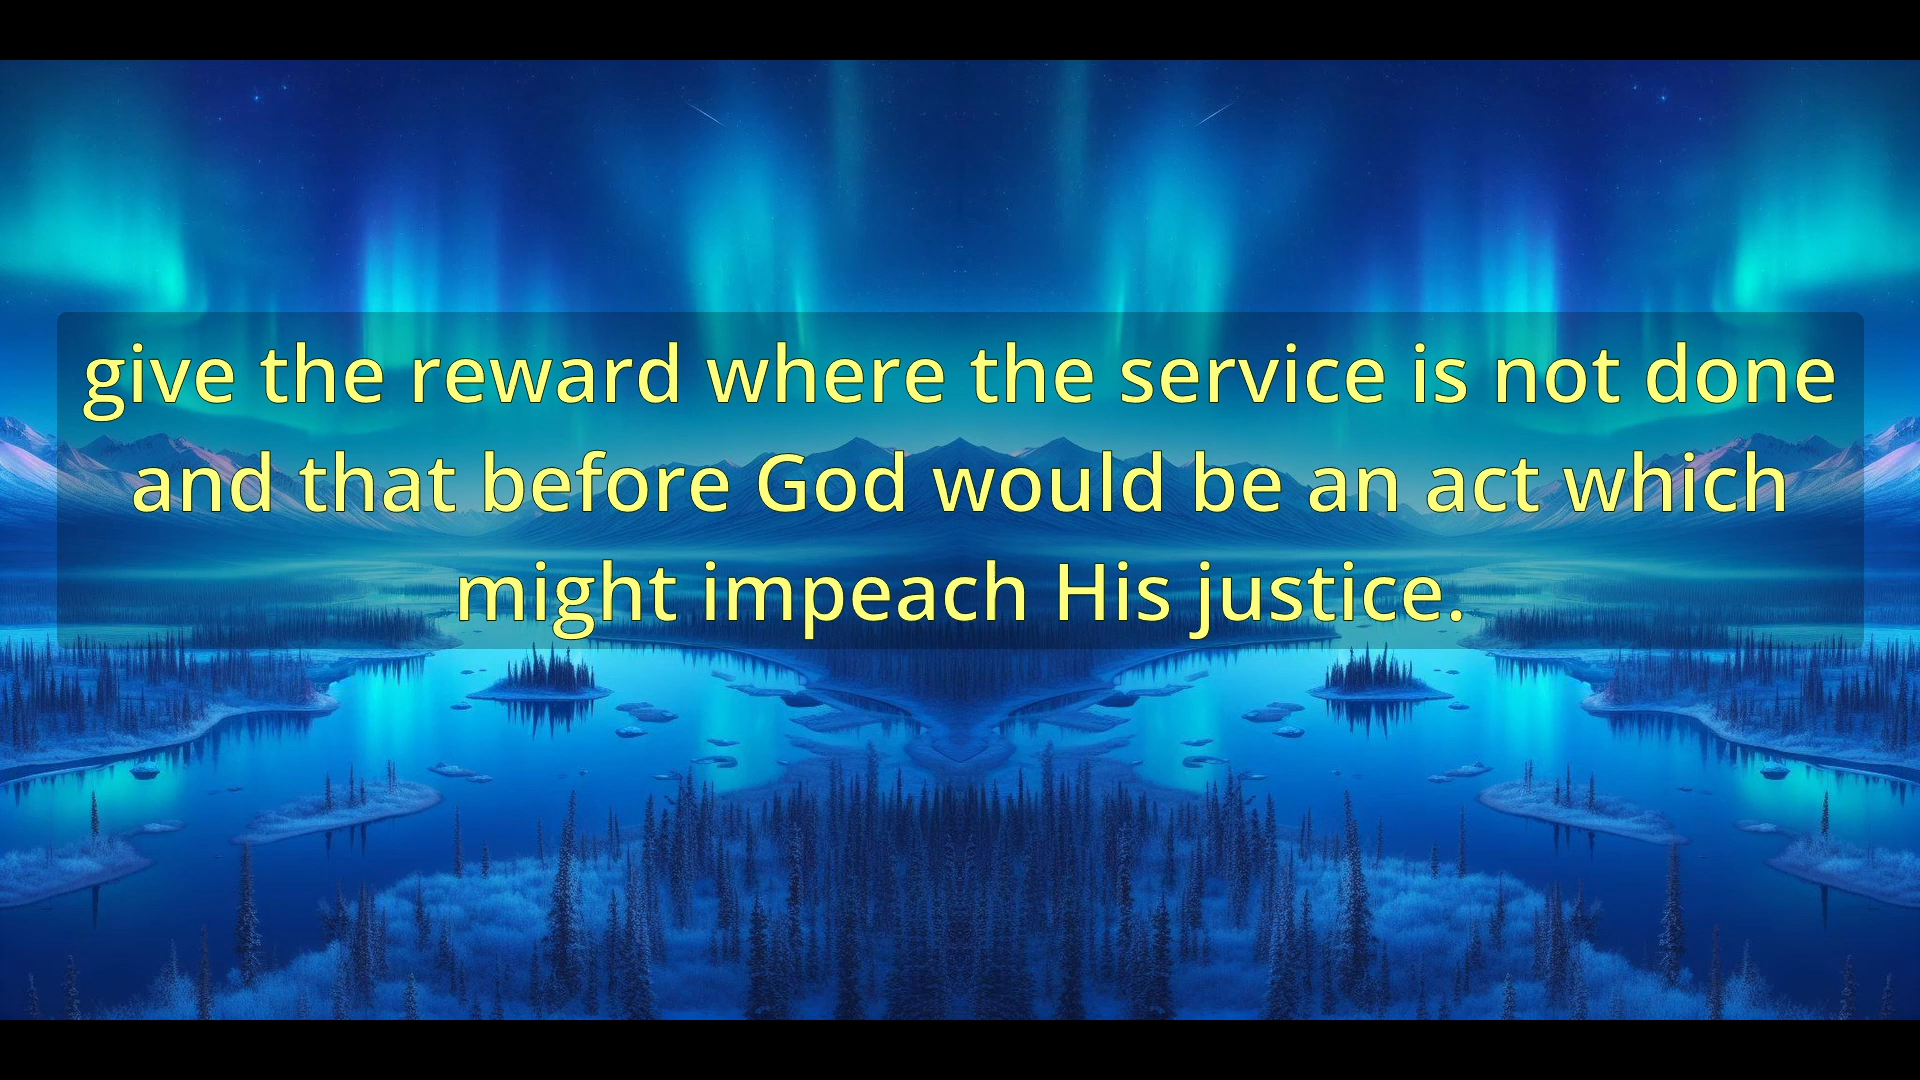 give the reward where the service is not done
and that before God would be an act which
might impeach His justice.